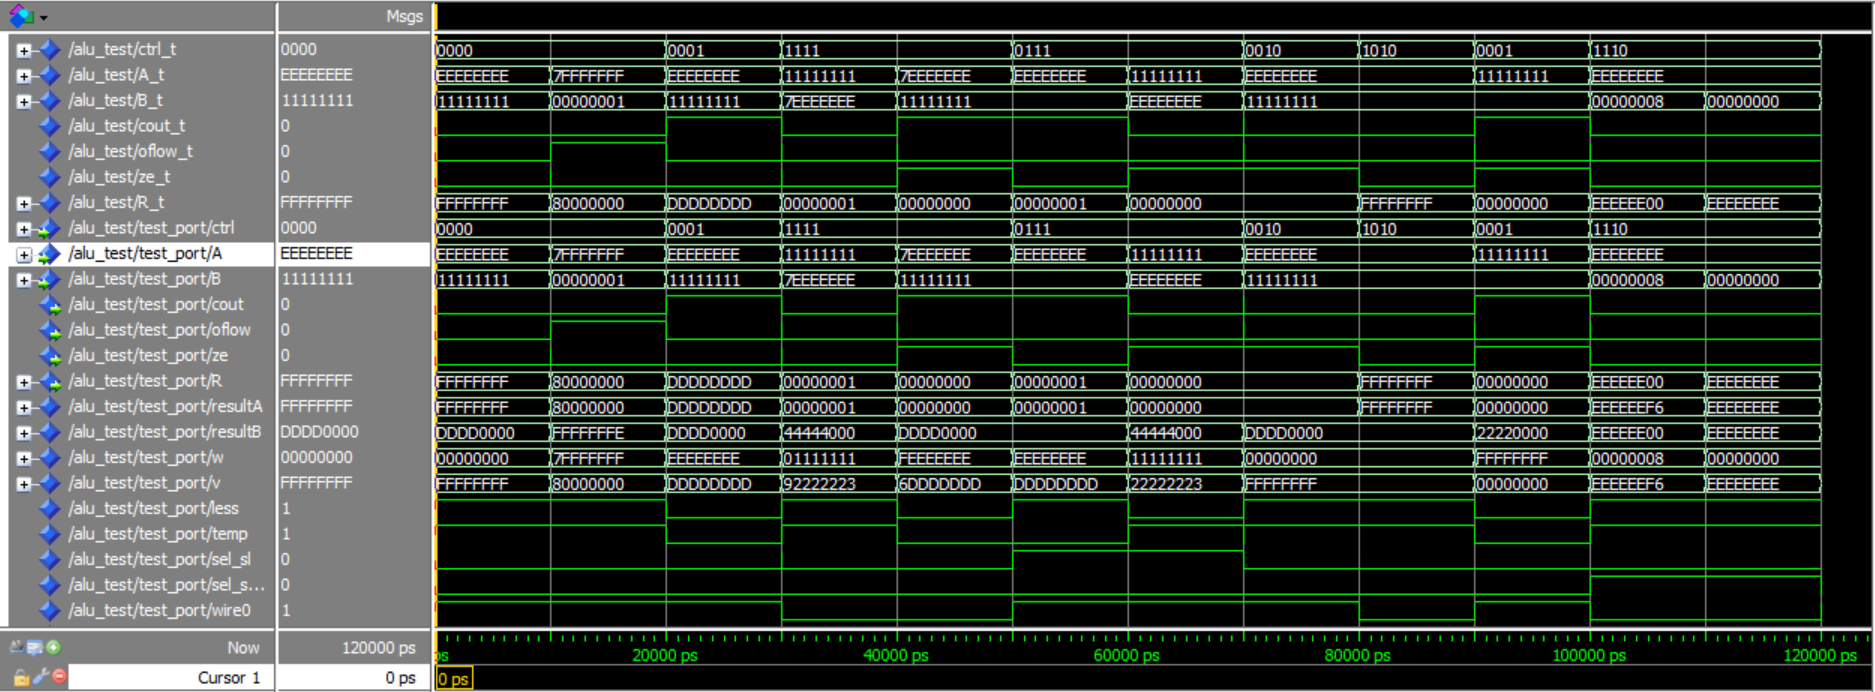 Msgs
/alu_test/ctrl_t 0000 0000 0001 1111 0111 0010 1010 0001 1110
/alu_test/A_t EEEEEEEE EEEEEEEE 7FFFFFFF EEEEEEEE 11111111 7EEEEEEE EEEEEEEE 11111111 EEEEEEEE 11111111 EEEEEEEE
/alu_test/B_t 11111111 11111111 00000001 11111111 7EEEEEEE 11111111 EEEEEEEE 11111111 00000008 00000000
/alu_test/cout_t 0
/alu_test/oflow_t 0
/alu_test/ze_t 0
/alu_test/R_t FFFFFFFF FFFFFFFF 80000000 DDDDDDDD 00000001 00000000 00000001 00000000 FFFFFFFF 00000000 EEEEEE00 EEEEEEEE
/alu_test/test_port/ctrl 0000 0000 0001 1111 0111 0010 1010 0001 1110
/alu_test/test_port/A EEEEEEEE EEEEEEEE 7FFFFFFF EEEEEEEE 11111111 7EEEEEEE EEEEEEEE 11111111 EEEEEEEE 11111111 EEEEEEEE
/alu_test/test_port/B 11111111 11111111 00000001 11111111 7EEEEEEE 11111111 EEEEEEEE 11111111 00000008 00000000
/alu_test/test_port/cout 0
/alu_test/test_port/oflow 0
/alu_test/test_port/ze 0
/alu_test/test_port/R FFFFFFFF FFFFFFFF 80000000 DDDDDDDD 00000001 00000000 00000001 00000000 FFFFFFFF 00000000 EEEEEE00 EEEEEEEE
/alu_test/test_port/resultA FFFFFFFF FFFFFFFF 80000000 DDDDDDDD 00000001 00000000 00000001 00000000 FFFFFFFF 00000000 EEEEEEF6 EEEEEEEE
/alu_test/test_port/resultB DDDD0000 DDDD0000 FFFFFFFE DDDD0000 44444000 DDDD0000 44444000 DDDD0000 22220000 EEEEEE00 EEEEEEEE
/alu_test/test_port/w 00000000 00000000 7FFFFFFF EEEEEEEE 01111111 FEEEEEEE EEEEEEEE 11111111 00000000 FFFFFFFF 00000008 00000000
/alu_test/test_port/v FFFFFFFF FFFFFFFF 80000000 DDDDDDDD 92222223 6DDDDDDD DDDDDDDD 22222223 FFFFFFFF 00000000 EEEEEEF6 EEEEEEEE
/alu_test/test_port/less 1
/alu_test/test_port/temp 1
/alu_test/test_port/sel_sl 0
/alu_test/test_port/sel_s... 0
/alu_test/test_port/wire0 1
Now 120000 ps ps 20000 ps 40000 ps 60000 ps 80000 ps 100000 ps 120000 ps
Cursor 1 0 ps 0 ps